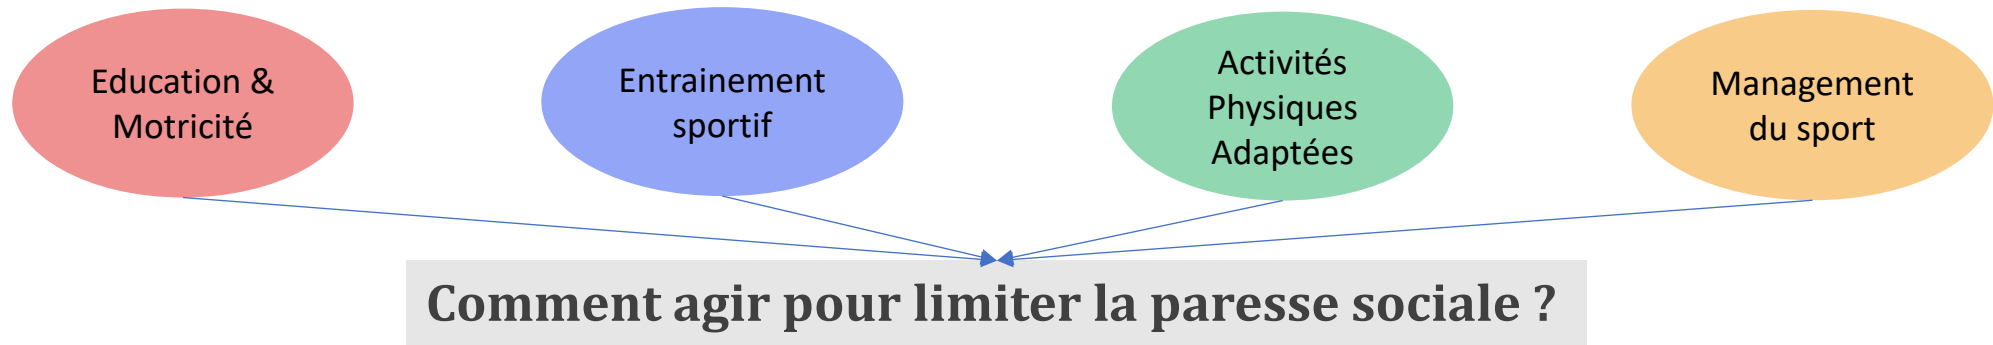 Education &
Motricité
Entrainement
sportif
Activités
Physiques
Adaptées
Management
du sport
Comment agir pour limiter la paresse sociale ?